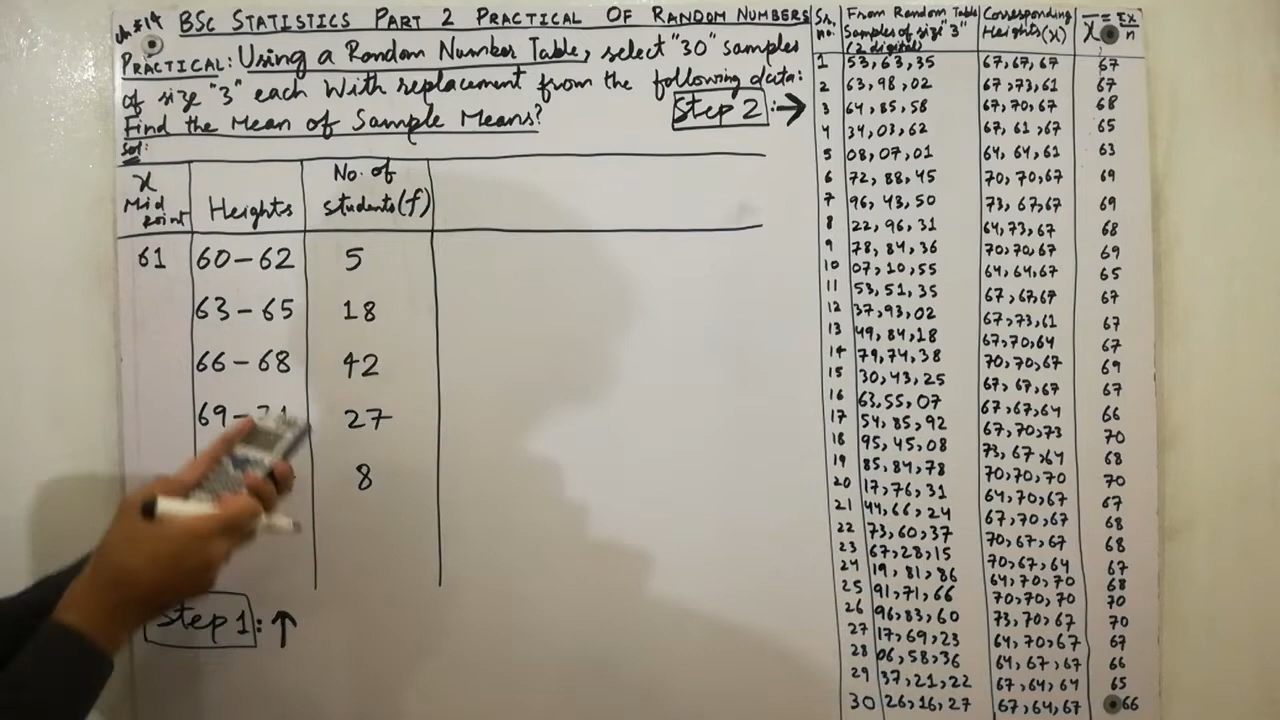 Ch#14 BSC STATISTICS PART 2 PRACTICAL OF RANDOM NUMBERS
PRACTICAL: Using a Random Number Table, select "30" samples
of size "3" each With replacement from the following data:
Find the Mean of Sample Means?
Step 2: →
Sol:
x Mid Point Heights No. of students (f)
61 60-62 5
63-65 18
66-68 42
69-71 27
8
Step 1: ↑
Sr. no. From Random Table Samples of size "3" (2 digital) Corresponding Heights (x) X̄ = Σx/n
1 53, 63, 35 67, 67, 67 67
2 63, 98, 02 67, 73, 61 67
3 64, 85, 58 67, 70, 67 68
4 34, 03, 62 67, 61, 67 65
5 08, 07, 01 64, 64, 61 63
6 72, 88, 45 70, 70, 67 69
7 96, 43, 50 73, 67, 67 69
8 22, 96, 31 64, 73, 67 68
9 78, 84, 36 70, 70, 67 69
10 07, 10, 55 64, 64, 67 65
11 53, 51, 35 67, 67, 67 67
12 37, 93, 02 67, 73, 61 67
13 49, 84, 18 67, 70, 64 67
14 79, 74, 38 70, 70, 67 69
15 30, 43, 25 67, 67, 67 67
16 63, 55, 07 67, 67, 64 66
17 54, 85, 92 67, 70, 73 70
18 95, 45, 08 73, 67, 64 68
19 85, 84, 78 70, 70, 70 70
20 17, 76, 31 64, 70, 67 67
21 44, 66, 24 67, 70, 67 68
22 73, 60, 37 70, 67, 67 68
23 67, 28, 15 70, 67, 64 67
24 19, 81, 86 64, 70, 70 68
25 91, 71, 66 70, 70, 70 70
26 96, 83, 60 73, 70, 67 70
27 17, 69, 23 64, 70, 67 67
28 06, 58, 36 64, 67, 67 66
29 37, 21, 22 67, 64, 64 65
30 26, 16, 27 67, 64, 67 66